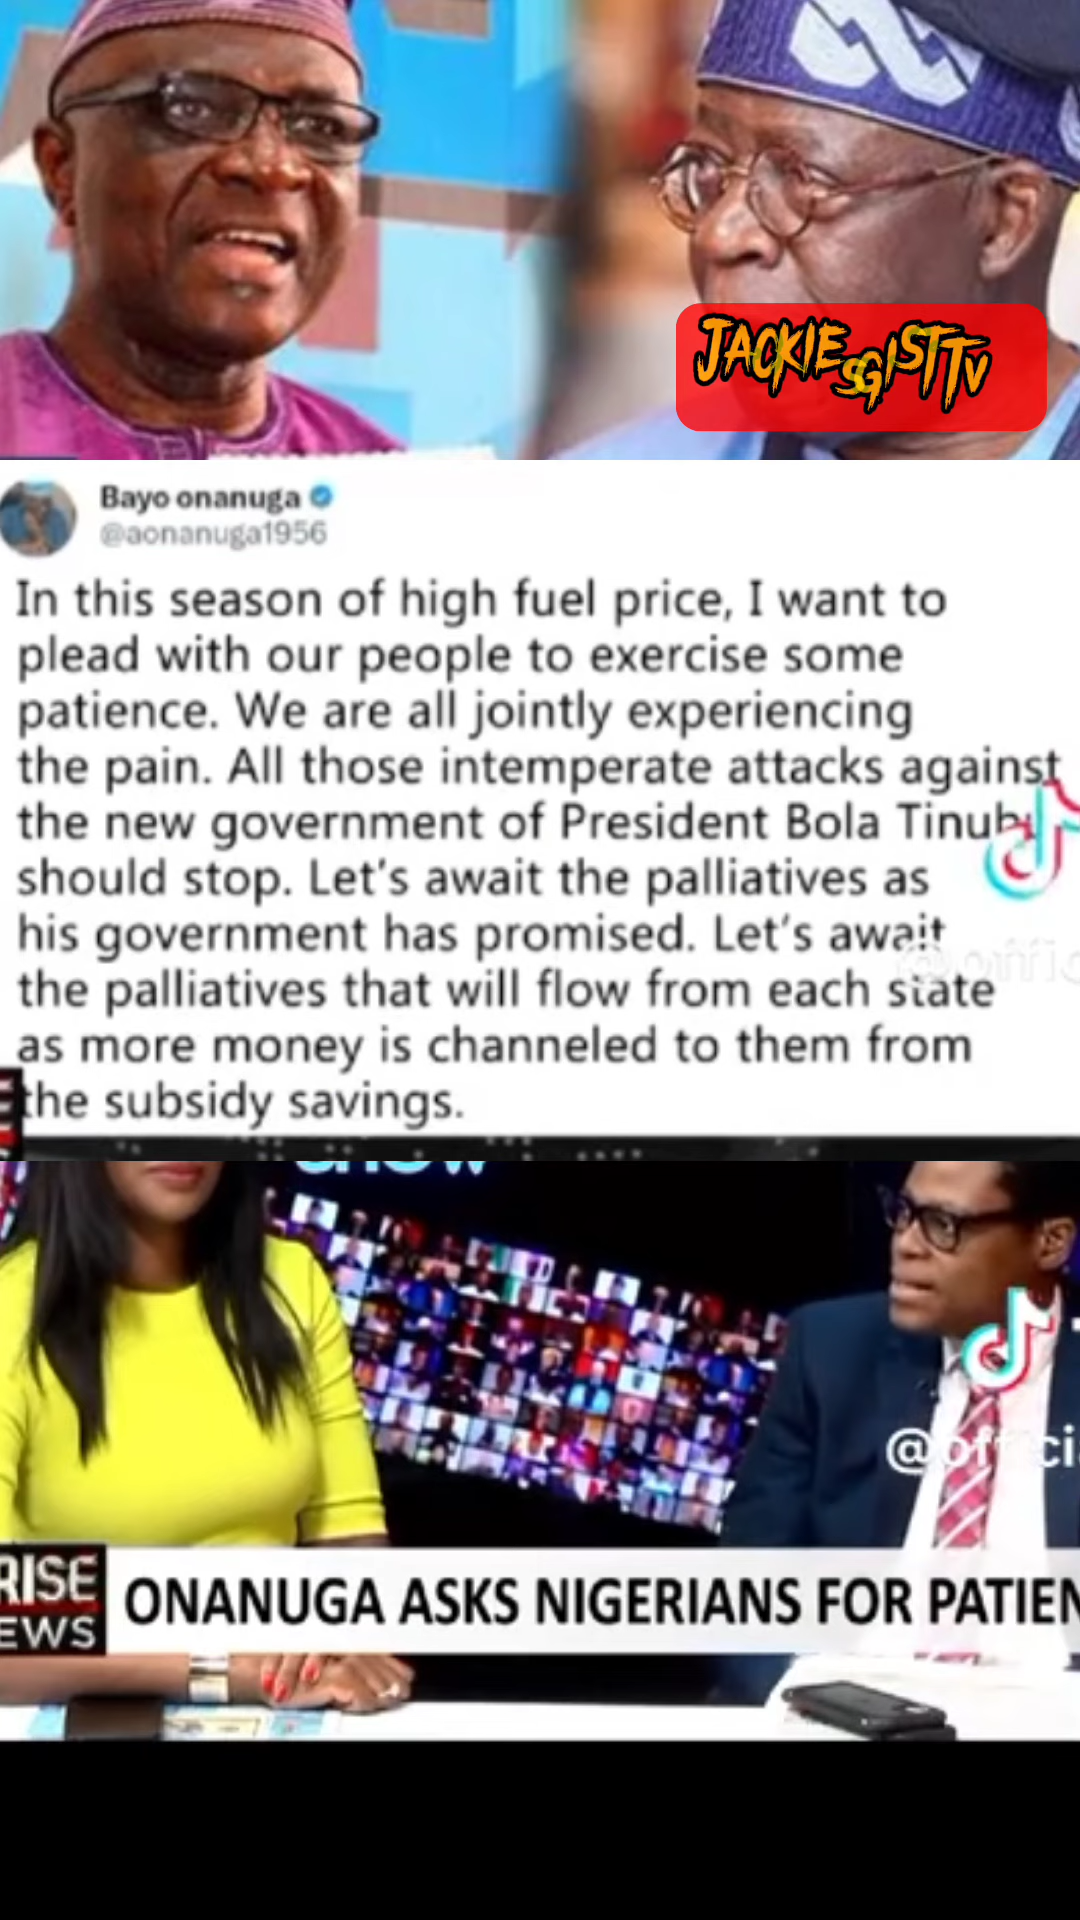 JACKIE SGIST TV
Bayo onanuga
@aonanuga1956
In this season of high fuel price, I want to
plead with our people to exercise some
patience. We are all jointly experiencing
the pain. All those intemperate attacks against
the new government of President Bola Tinubu
should stop. Let's await the palliatives as
his government has promised. Let's await
the palliatives that will flow from each state
as more money is channeled to them from
the subsidy savings.
RISE
EWS
ONANUGA ASKS NIGERIANS FOR PATIEN